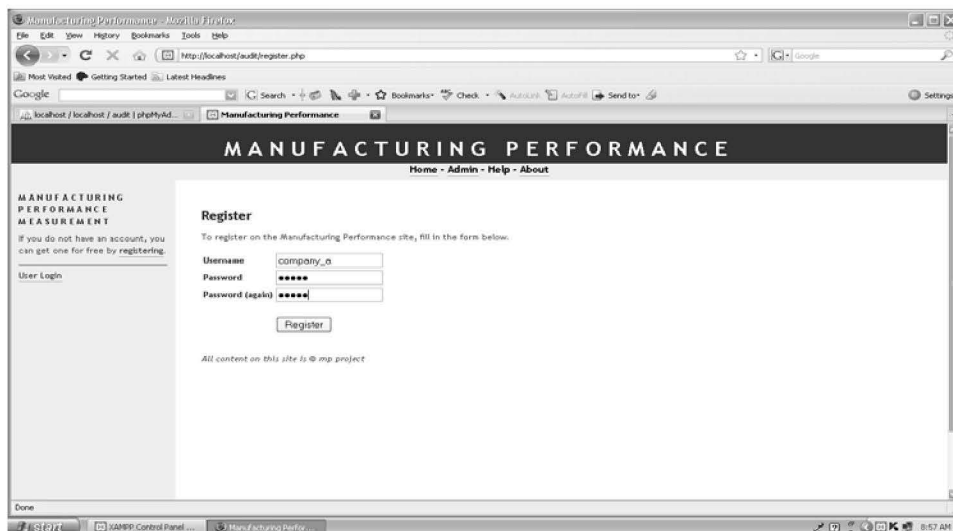 Manufacturing Performance - Mozilla Firefox
File Edit View History Bookmarks Tools Help
http://localhost/audit/register.php
Google
Most Visited Getting Started Latest Headlines
Google Search Bookmarks Check AutoLink AutoFill Send to Settings
localhost / localhost / audit | phpMyAd... Manufacturing Performance
MANUFACTURING PERFORMANCE
Home - Admin - Help - About
MANUFACTURING
PERFORMANCE
MEASUREMENT
If you do not have an account, you
can get one for free by registering.
User Login
Register
To register on the Manufacturing Performance site, fill in the form below.
Username company_a
Password •••••
Password (again) •••••
Register
All content on this site is © mp project
Done
start XAMPP Control Panel ... Manufacturing Perfor... 8:57 AM